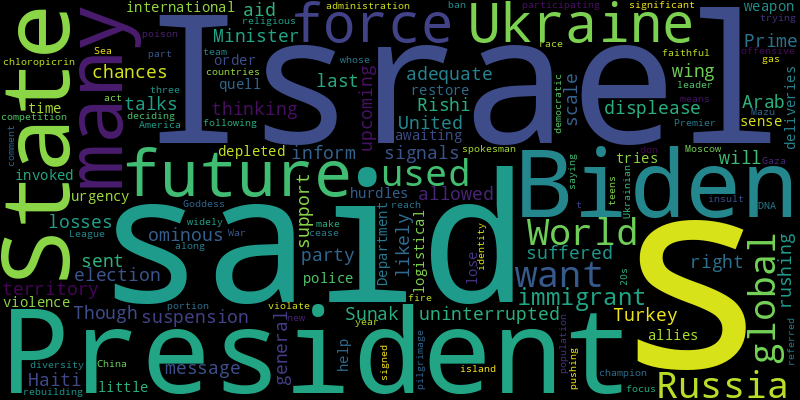 Israel
said
S
President
State
Biden
future
Ukraine
force
many
World
want
used
Russia
global
Minister
aid
international
administration
ban
participating
significant
weapon
trying
religious
poison
team
order
countries
quell
race
faithful
offensive
gas
leader
means
Prime
chloropicrin
Sea
part
chances
last
adequate
restore
wing
time
act
talks
three
competition
deciding
America
following
thinking
upcoming
United
Rishi
awaiting
scale
displease
democratic
Arab
deliveries
sense
Premier
Mazu
comment
depleted
inform
signals
spokesman
Moscow
Gaza
don
invoked
urgency
tries
will
saying
teens
Ukrainian
hurdles
allowed
insult
DNA
t
losses
Goddess
widely
reach
League
War
along
ominous
support
make
cease
Department
likely
logistical
identity
lose
suffered
right
rushing
20s
party
sent
election
territory
violence
police
immigrant
portion
fire
Though
suspension
violate
new
year
Sunak
uninterrupted
Turkey
allies
referred
general
signed
help
pilgrimage
population
pushing
diversity
China
message
Haiti
little
rebuilding
island
champion
focus